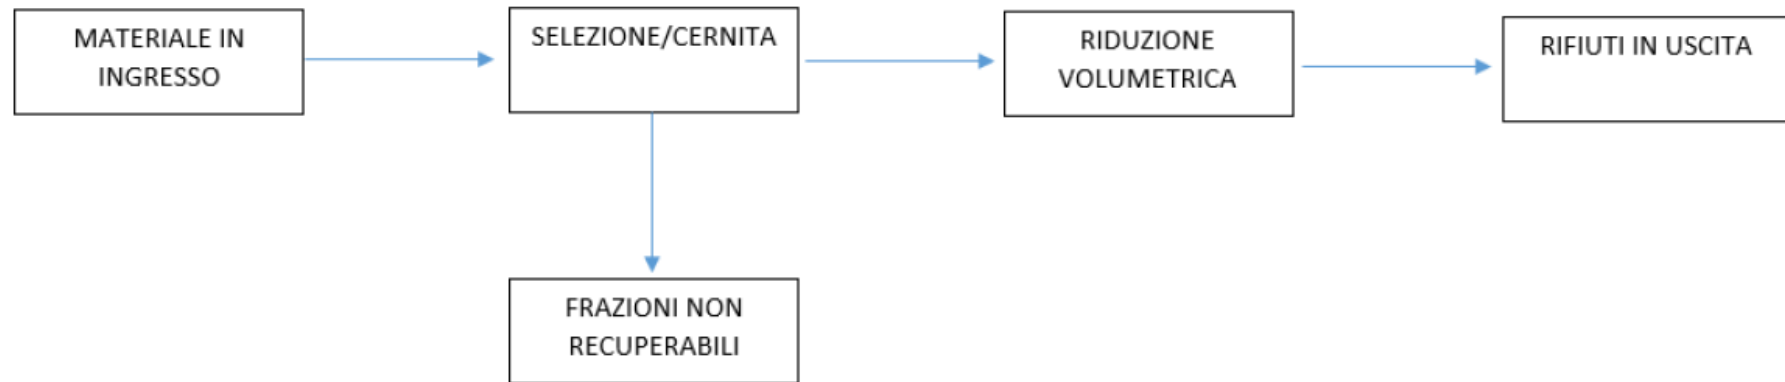 MATERIALE IN
INGRESSO
SELEZIONE/CERNITA
RIDUZIONE
VOLUMETRICA
RIFIUTI IN USCITA
FRAZIONI NON
RECUPERABILI